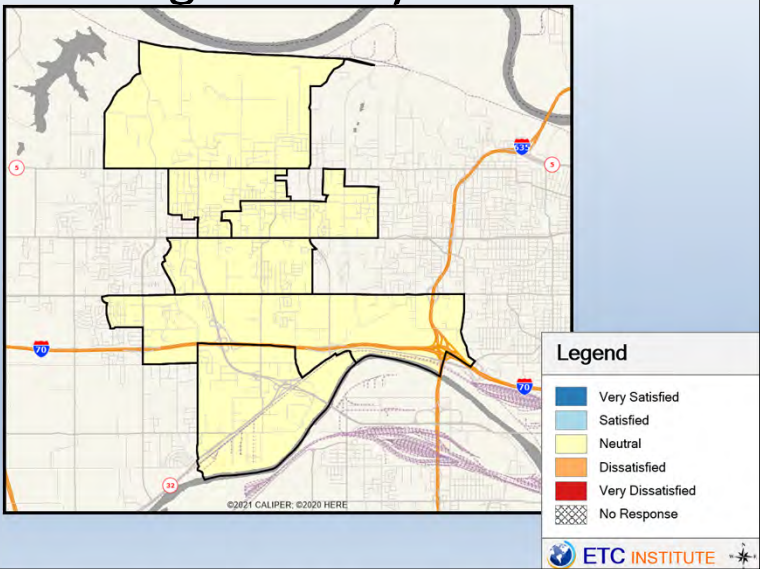 635
5
5
70
70
32
©2021 CALIPER; ©2020 HERE
Legend
Very Satisfied
Satisfied
Neutral
Dissatisfied
Very Dissatisfied
No Response
ETC INSTITUTE